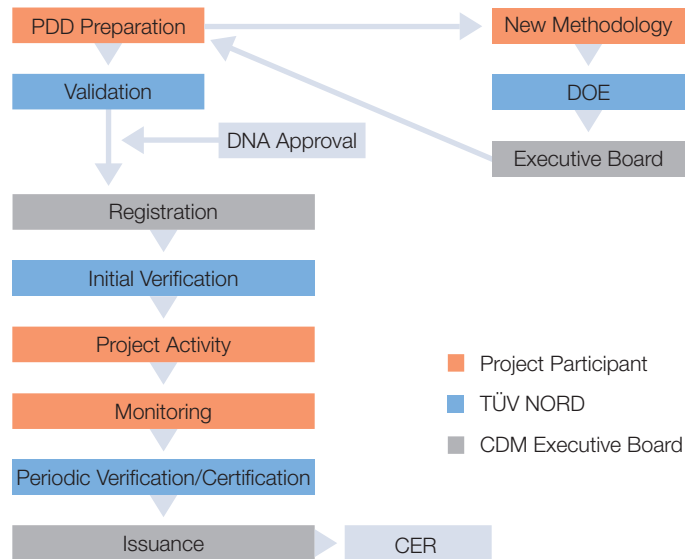 PDD Preparation
New Methodology
Validation
DOE
DNA Approval
Executive Board
Registration
Initial Verification
Project Activity
Project Participant
Monitoring
TÜV NORD
CDM Executive Board
Periodic Verification/Certification
Issuance
CER